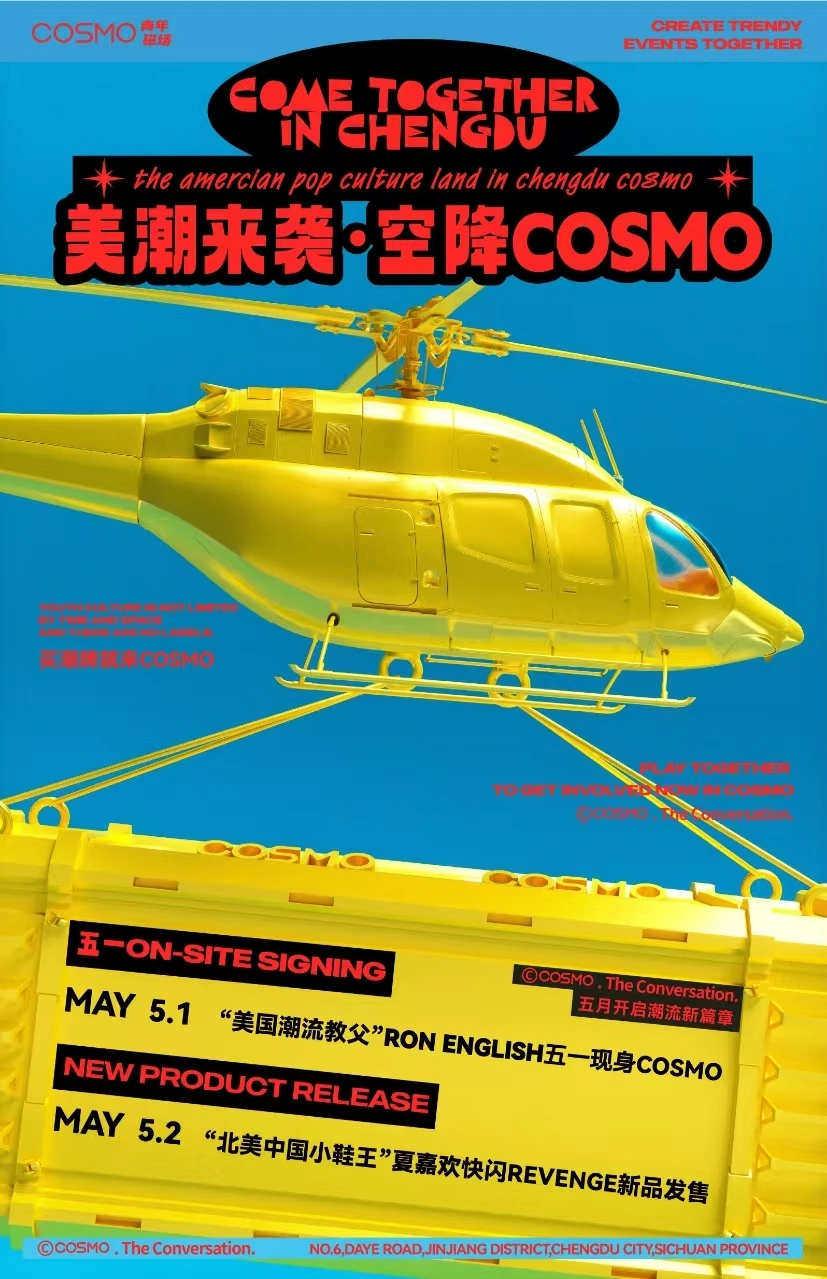 COSMO 青年磁场
CREATE TRENDY
EVENTS TOGETHER
COME TOGETHER
IN CHENGDU
the amercian pop culture land in chengdu cosmo
美潮来袭·空降COSMO
YOUTH CULTURE IS NOT LIMITED
BY TIME AND SPACE
AND THERE ARE NO LABELS.
买潮牌就来COSMO
PLAY TOGETHER
TO GET INVOLVED NOW IN COSMO
©COSMO . The Conversation.
COSMO
COSMO
五一ON-SITE SIGNING
©COSMO . The Conversation.
五月开启潮流新篇章
MAY 5.1 “美国潮流教父”RON ENGLISH五一现身COSMO
NEW PRODUCT RELEASE
MAY 5.2 “北美中国小鞋王”夏嘉欢快闪REVENGE新品发售
©COSMO . The Conversation.
NO.6,DAYE ROAD,JINJIANG DISTRICT,CHENGDU CITY,SICHUAN PROVINCE